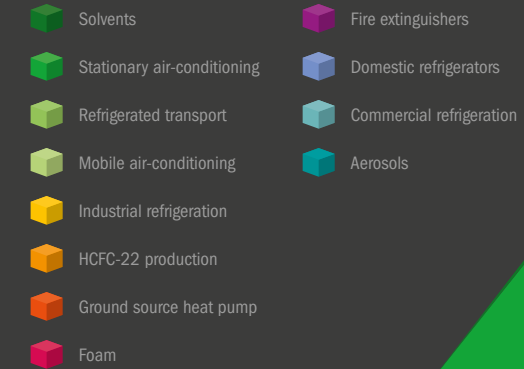 Solvents
Stationary air-conditioning
Refrigerated transport
Mobile air-conditioning
Industrial refrigeration
HCFC-22 production
Ground source heat pump
Foam
Fire extinguishers
Domestic refrigerators
Commercial refrigeration
Aerosols